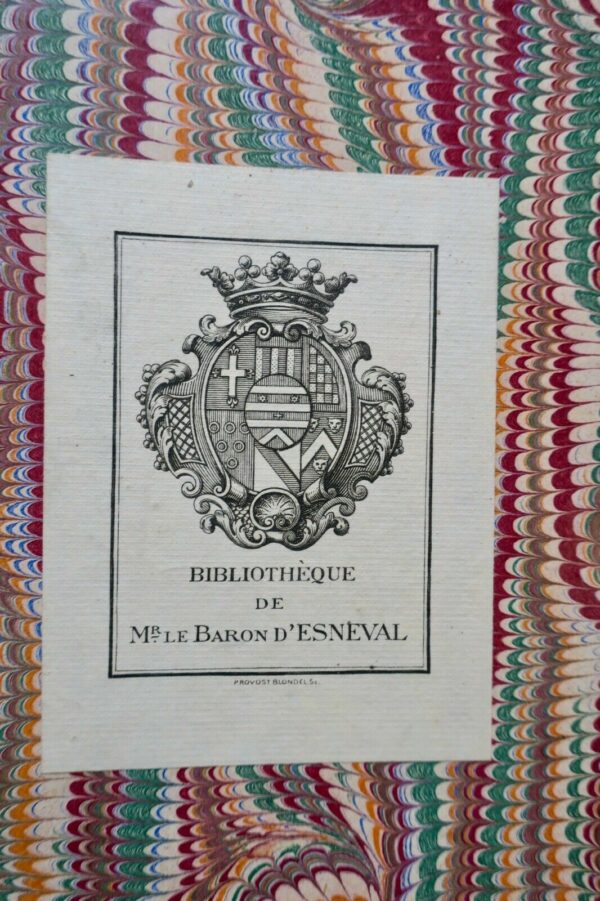 BIBLIOTHÈQUE
DE
MR. LE BARON D'ESNEVAL
PROVOST BLONDEL Sc.